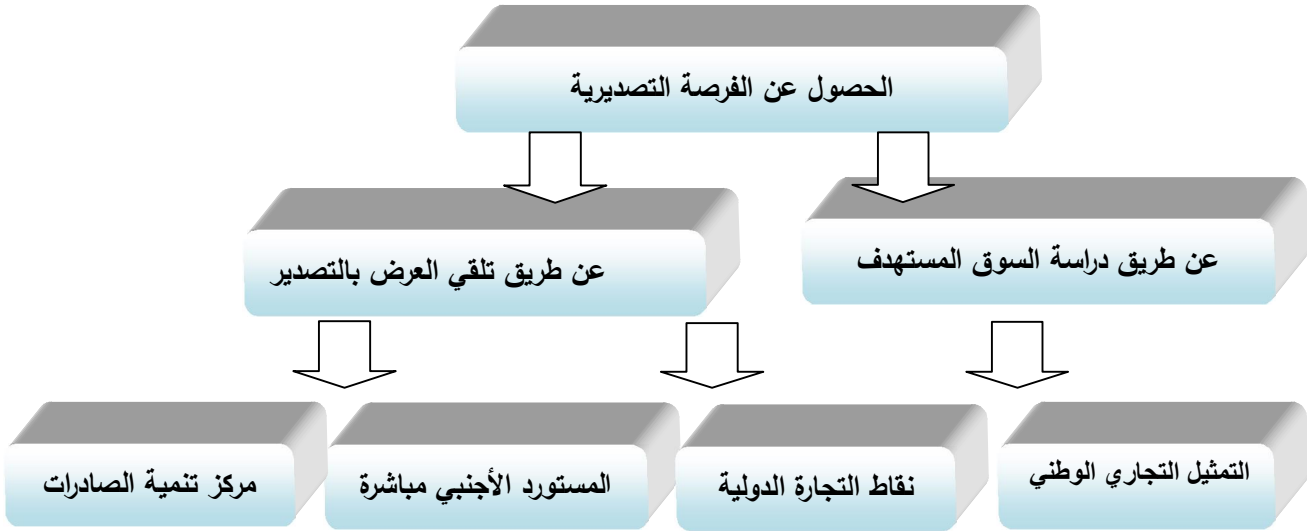 الحصول عن الفرصة التصديرية
عن طريق دراسة السوق المستهدف
عن طريق تلقي العرض بالتصدير
التمثيل التجاري الوطني
نقاط التجارة الدولية
المستورد الأجنبي مباشرة
مركز تنمية الصادرات